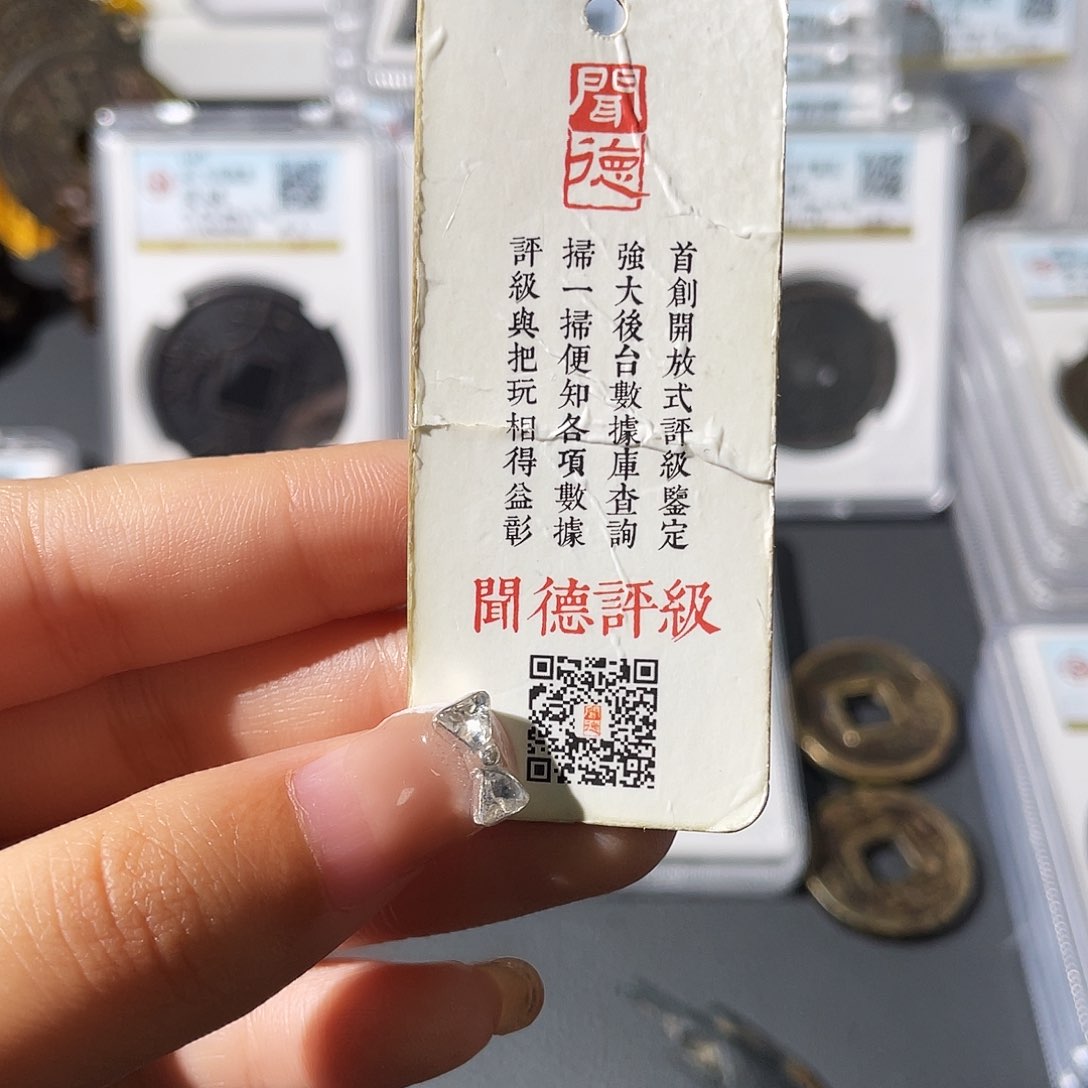 聞德
首創開放式評級鑒定
強大後台數據庫查詢
掃一掃便知各項數據
評級與把玩相得益彰
聞德評級